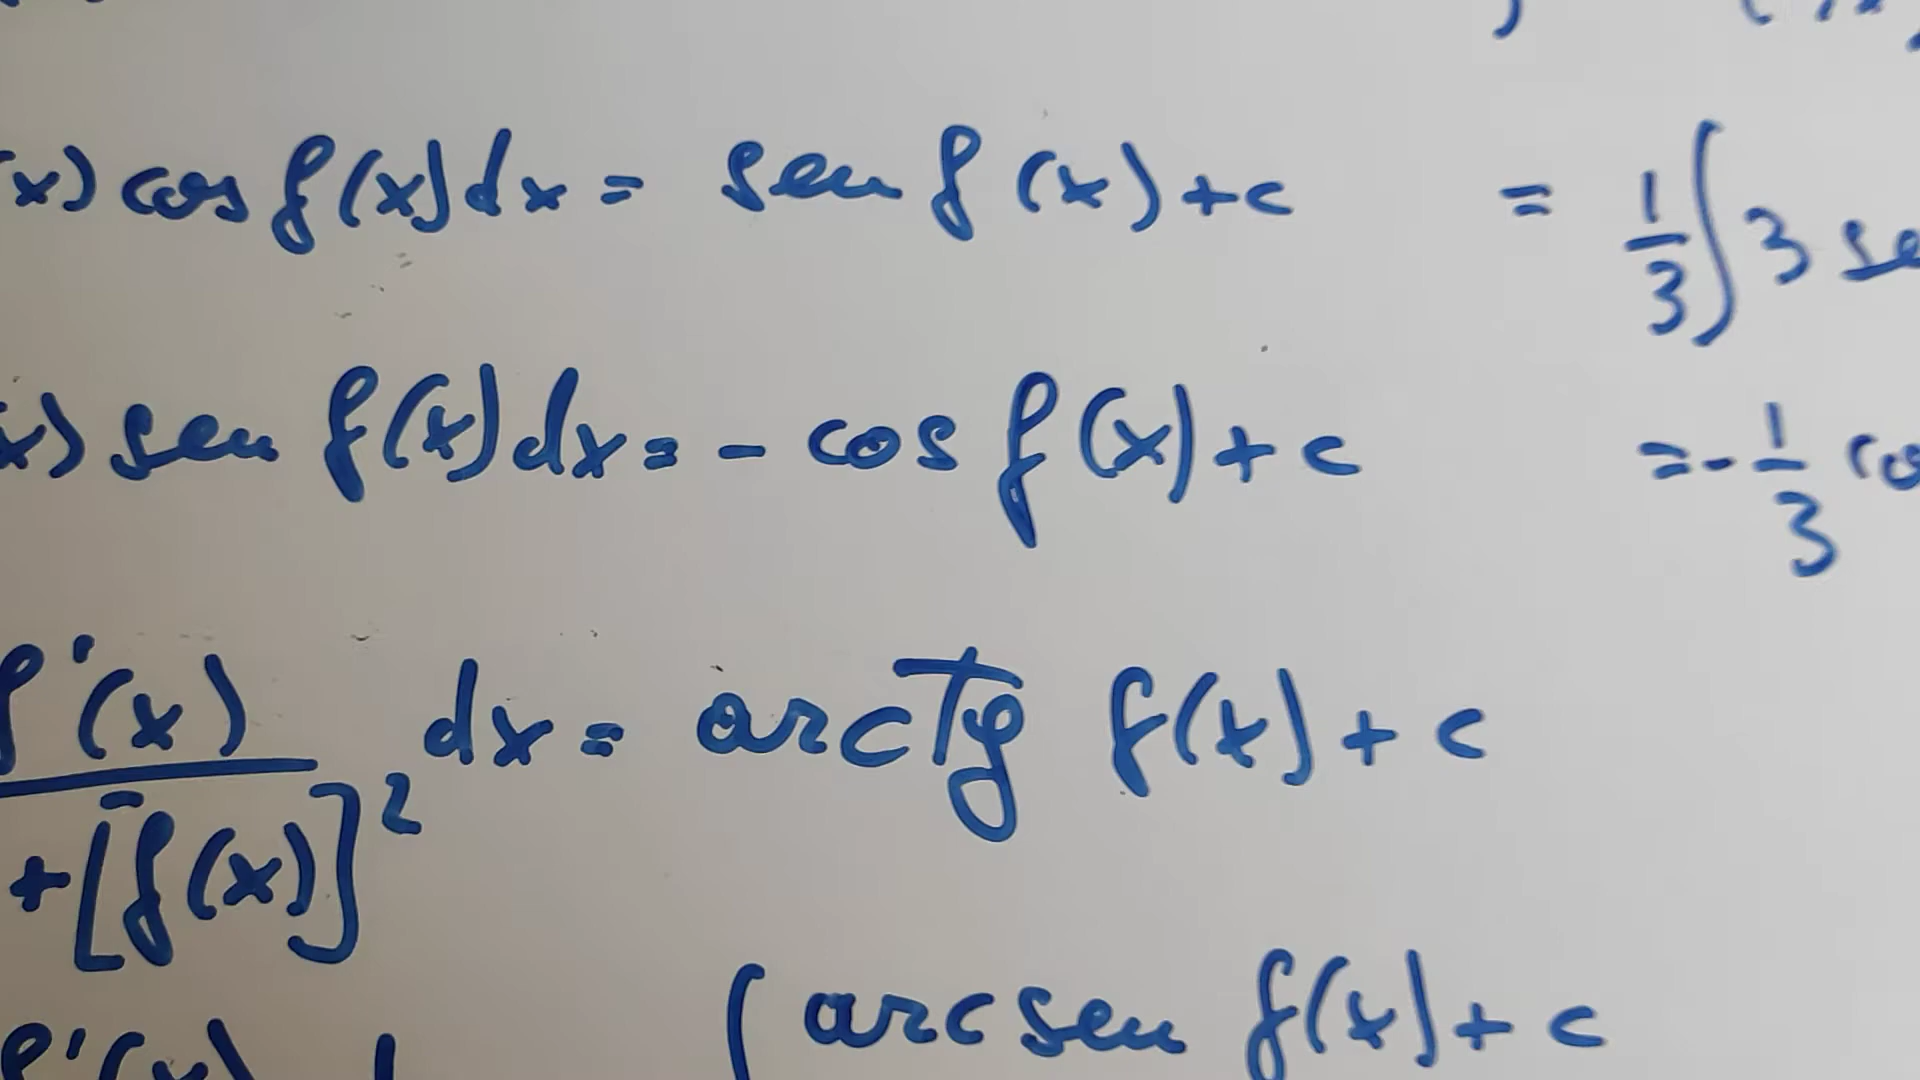 x) cos f(x) dx = sen f(x) + c = 1/3 ∫ 3 se
x) sen f(x) dx = - cos f(x) + c = - 1/3 co
f'(x) / + [f(x)]² dx = arcTg f(x) + c
f'(x) ( arcsen f(x) + c